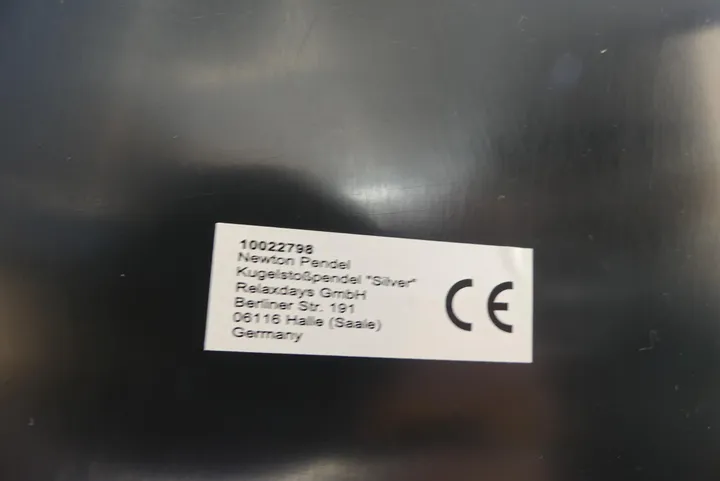 10022798
Newton Pendel
Kugelstoßpendel "Silver"
Relaxdays GmbH
Berliner Str. 191
06116 Halle (Saale)
Germany
CE